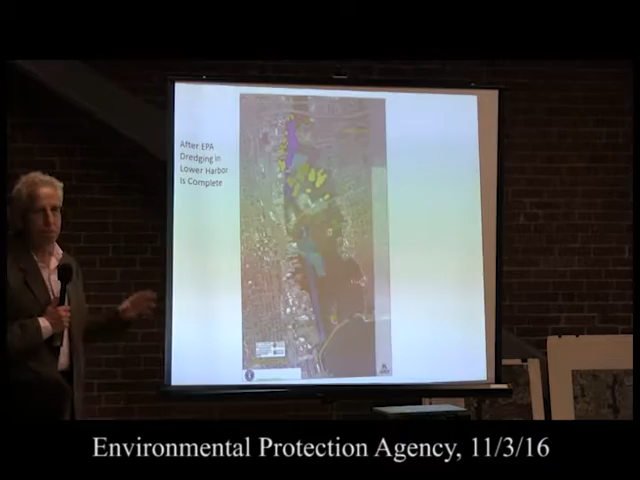 After EPA
Dredging in
Lower Harbor
is Complete
Environmental Protection Agency, 11/3/16